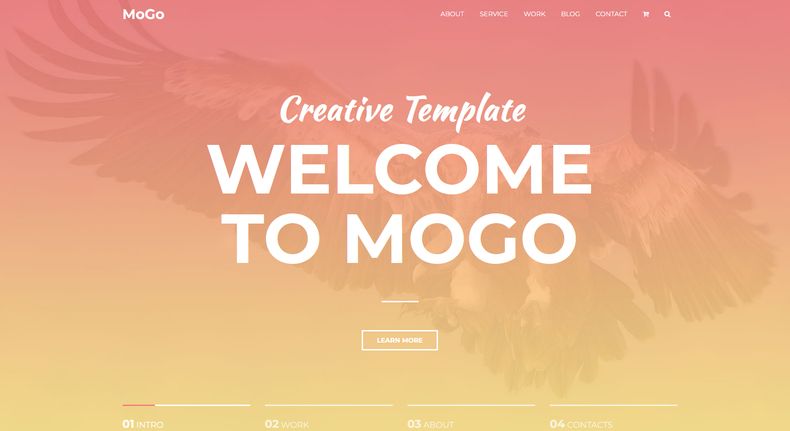 MoGo
ABOUT SERVICE WORK BLOG CONTACT
Creative Template
WELCOME
TO MOGO
LEARN MORE
01 INTRO 02 WORK 03 ABOUT 04 CONTACTS